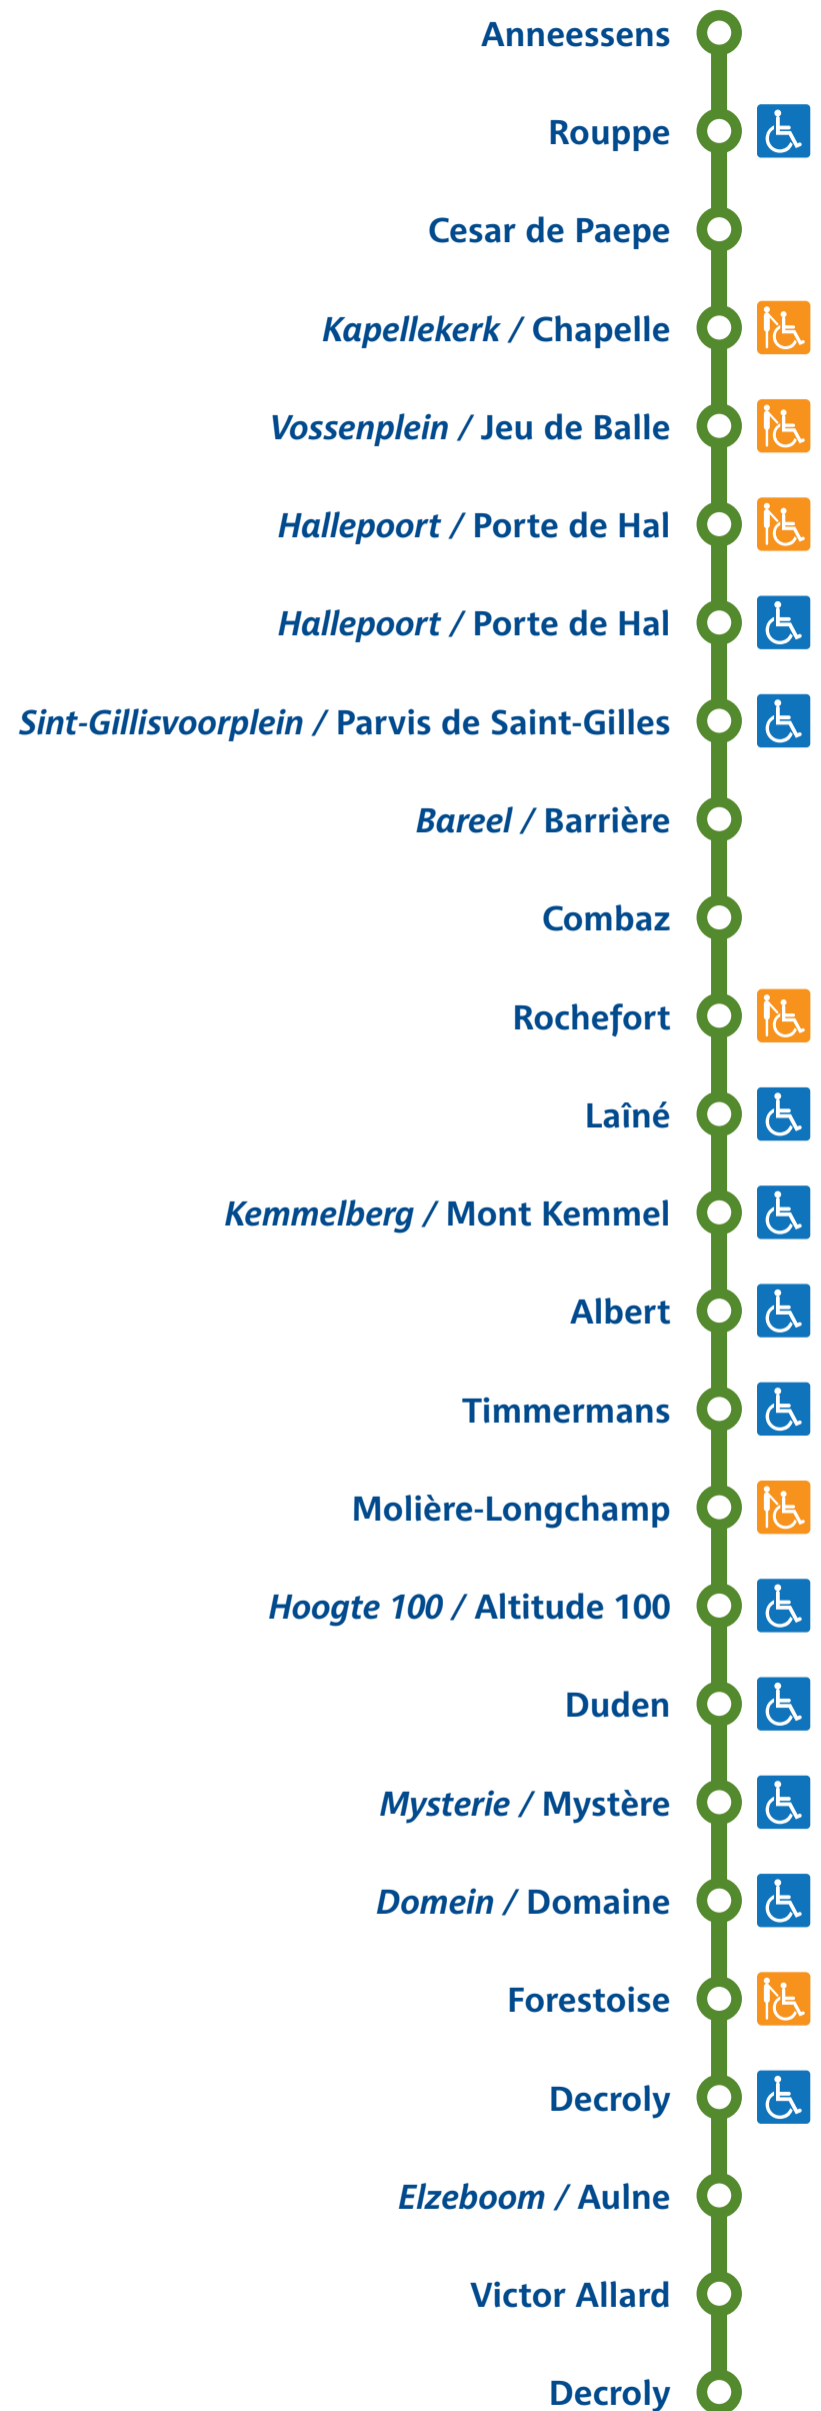 Anneessens
Rouppe
Cesar de Paepe
Kapellekerk / Chapelle
Vossenplein / Jeu de Balle
Hallepoort / Porte de Hal
Hallepoort / Porte de Hal
Sint-Gillisvoorplein / Parvis de Saint-Gilles
Bareel / Barrière
Combaz
Rochefort
Laîné
Kemmelberg / Mont Kemmel
Albert
Timmermans
Molière-Longchamp
Hoogte 100 / Altitude 100
Duden
Mysterie / Mystère
Domein / Domaine
Forestoise
Decroly
Elzeboom / Aulne
Victor Allard
Decroly